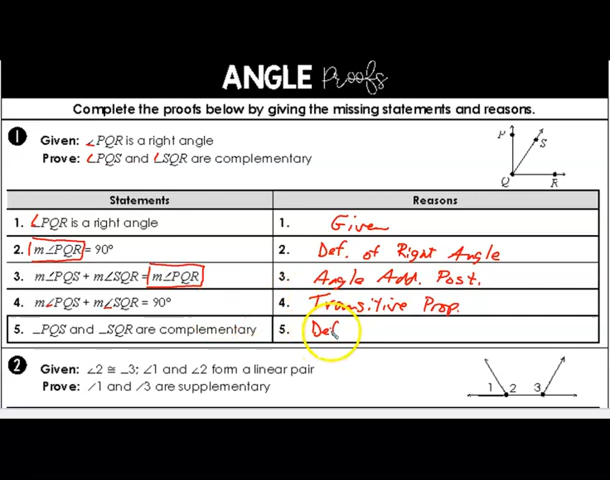 ANGLE Proofs
Complete the proofs below by giving the missing statements and reasons.
1 Given: ∠PQR is a right angle
Prove: ∠PQS and ∠SQR are complementary
P
S
Q
R
Statements Reasons
1. ∠PQR is a right angle 1. Given
2. m∠PQR = 90° 2. Def. of Right Angle
3. m∠PQS + m∠SQR = m∠PQR 3. Angle Add. Post.
4. m∠PQS + m∠SQR = 90° 4. Transitive Prop.
5. ∠PQS and ∠SQR are complementary 5. Def
2 Given: ∠2 ≅ ∠3; ∠1 and ∠2 form a linear pair
Prove: ∠1 and ∠3 are supplementary
1 2 3